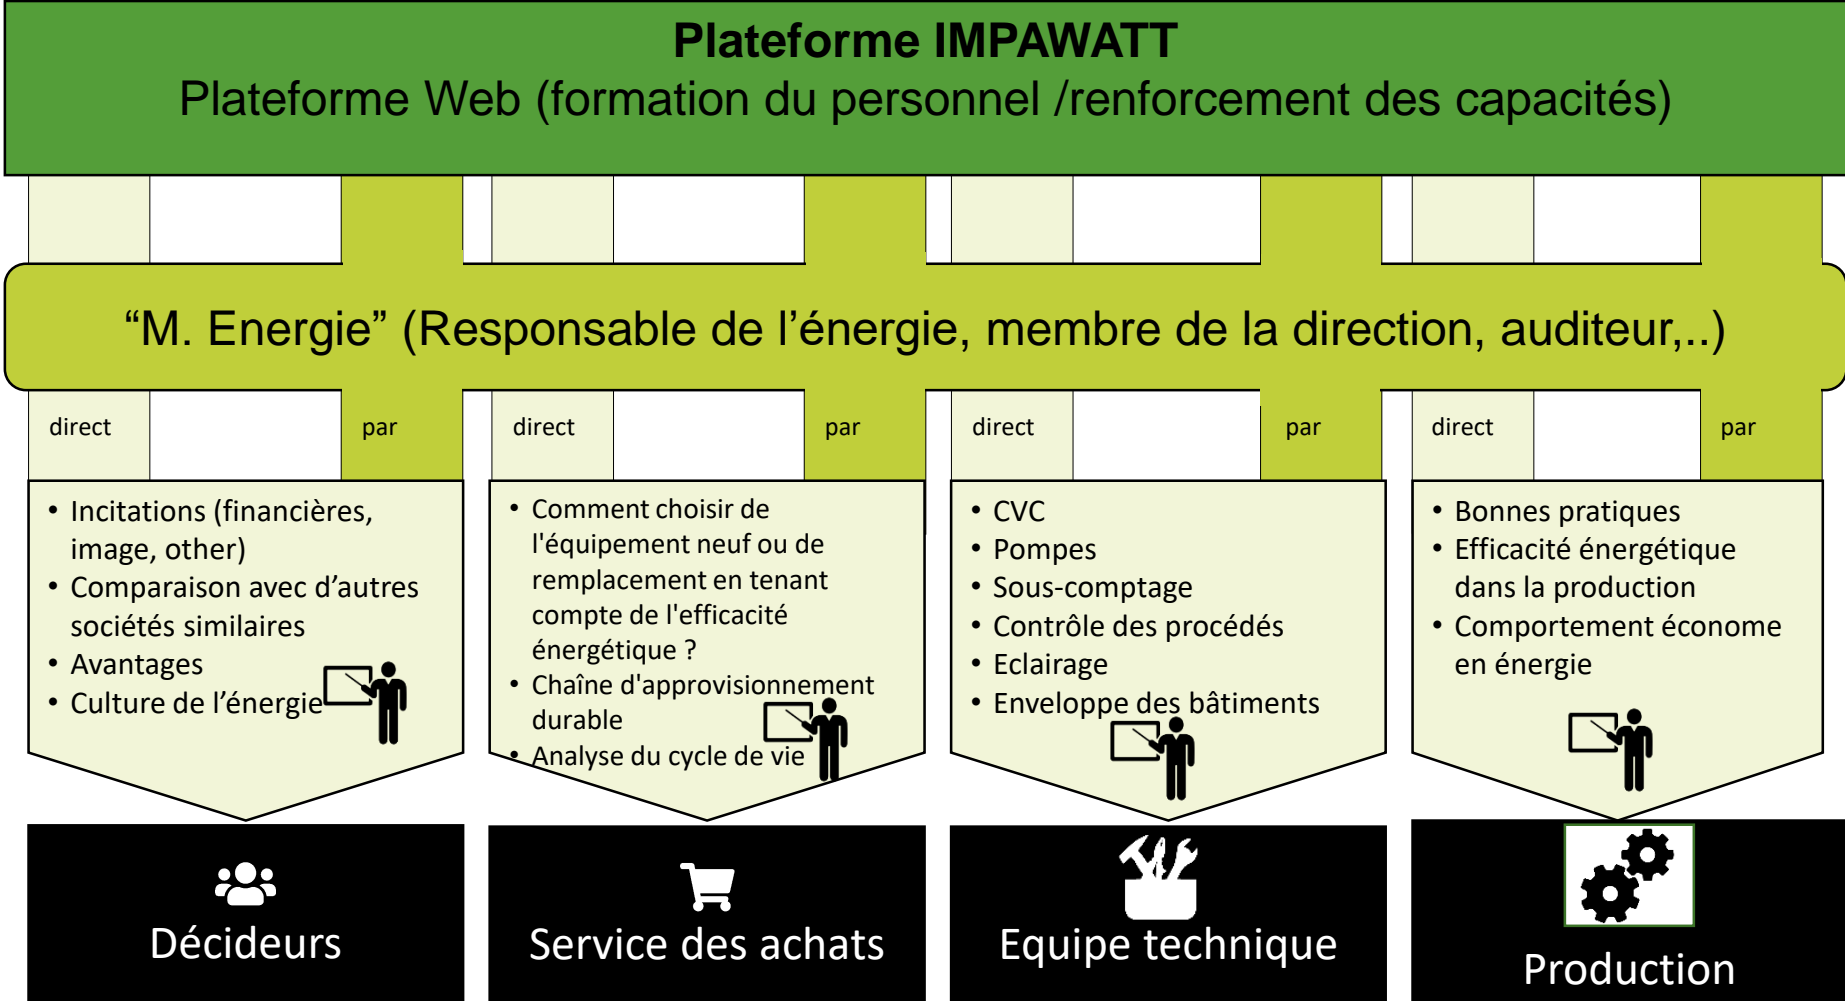 Plateforme IMPAWATT
Plateforme Web (formation du personnel /renforcement des capacités)
“M. Energie” (Responsable de l’énergie, membre de la direction, auditeur,..)
direct
par
direct
par
direct
par
direct
par
• Incitations (financières,
image, other)
• Comparaison avec d’autres
sociétés similaires
• Avantages
• Culture de l’énergie
• Comment choisir de
l'équipement neuf ou de
remplacement en tenant
compte de l'efficacité
énergétique ?
• Chaîne d'approvisionnement
durable
• Analyse du cycle de vie
• CVC
• Pompes
• Sous-comptage
• Contrôle des procédés
• Eclairage
• Enveloppe des bâtiments
• Bonnes pratiques
• Efficacité énergétique
dans la production
• Comportement économe
en énergie
Décideurs
Service des achats
Equipe technique
Production